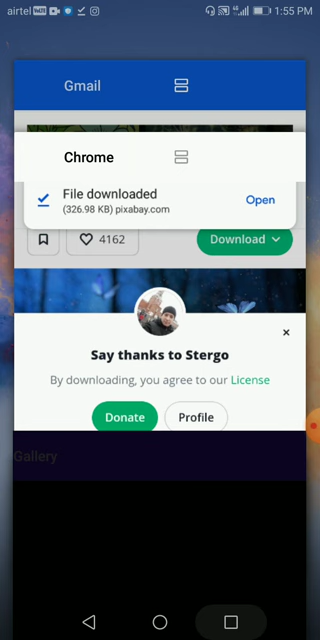 airtel VoLTE 1:55 PM
Gmail
Chrome
File downloaded
(326.98 KB) pixabay.com
Open
4162
Download
Say thanks to Stergo
By downloading, you agree to our License
Donate
Profile
Gallery